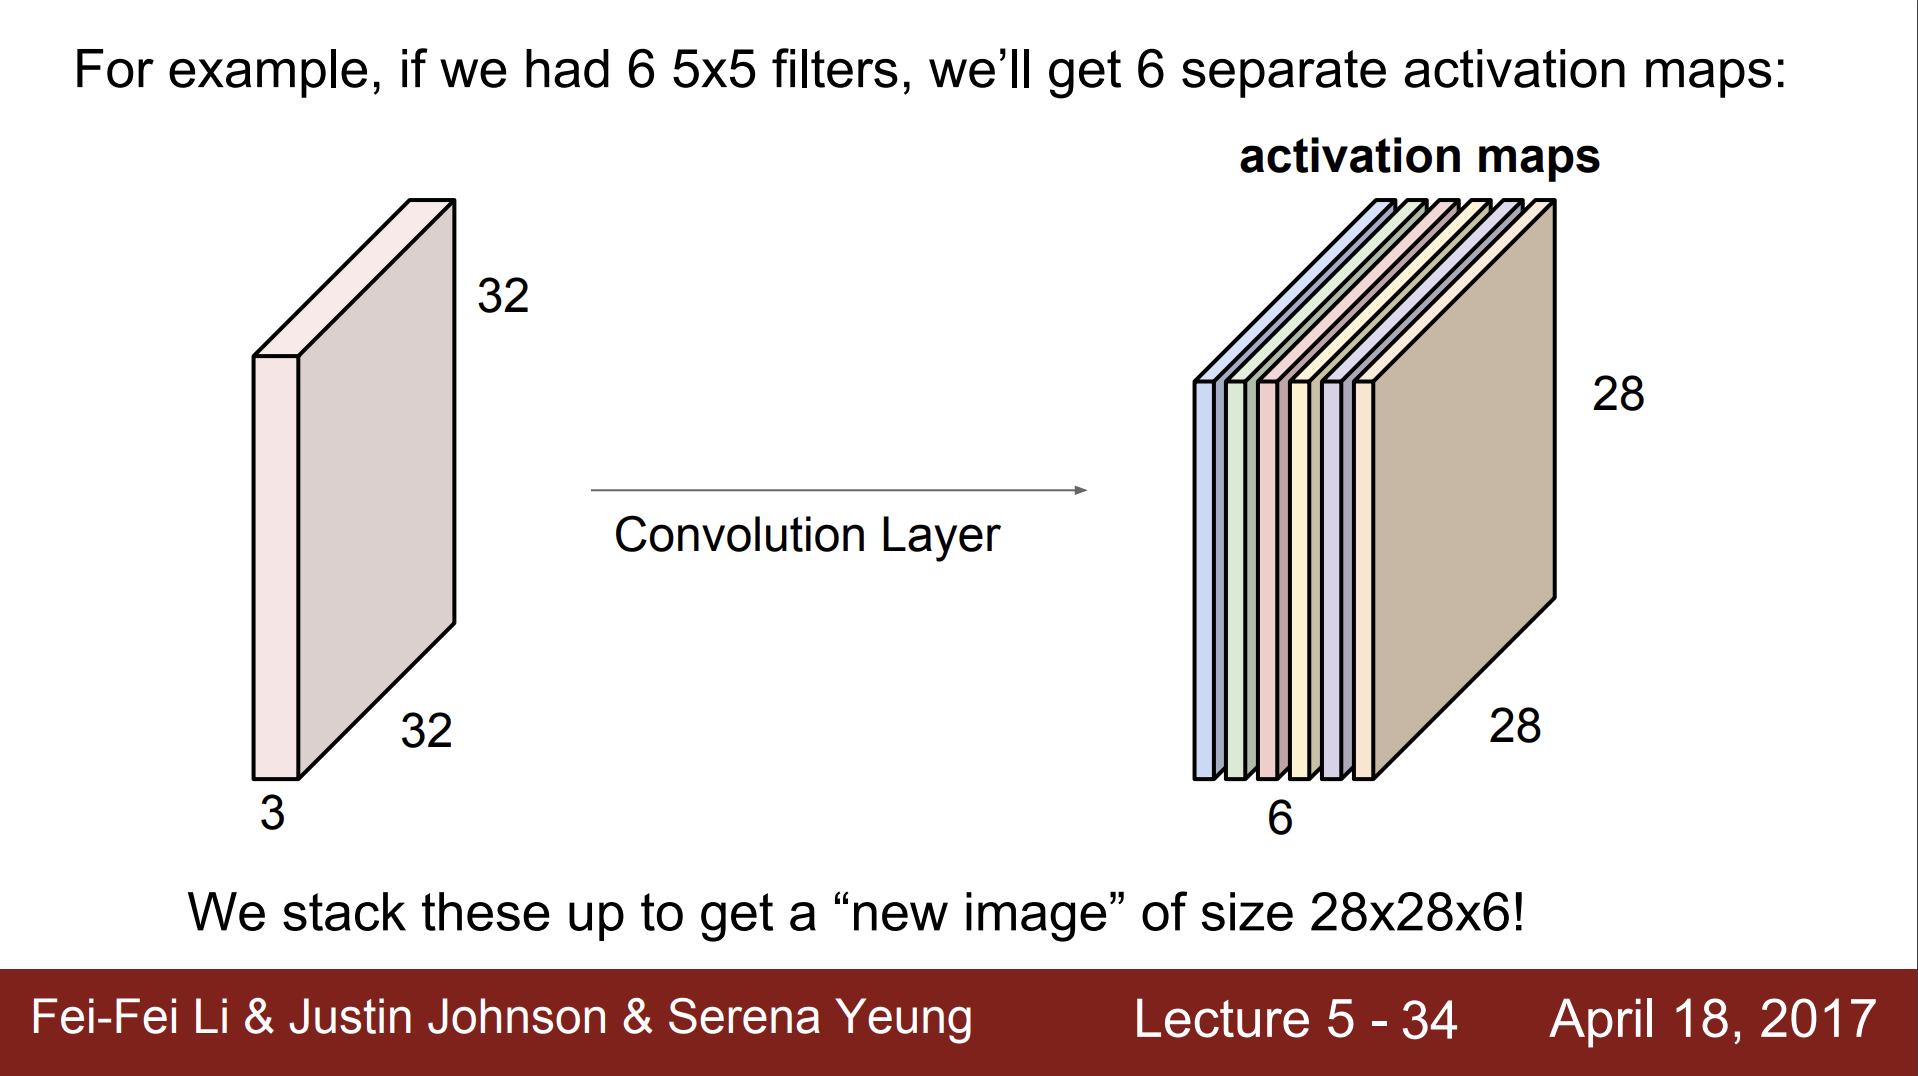 For example, if we had 6 5x5 filters, we’ll get 6 separate activation maps:
activation maps
32
32
3
Convolution Layer
28
28
6
We stack these up to get a “new image” of size 28x28x6!
Fei-Fei Li & Justin Johnson & Serena Yeung
Lecture 5 - 34
April 18, 2017